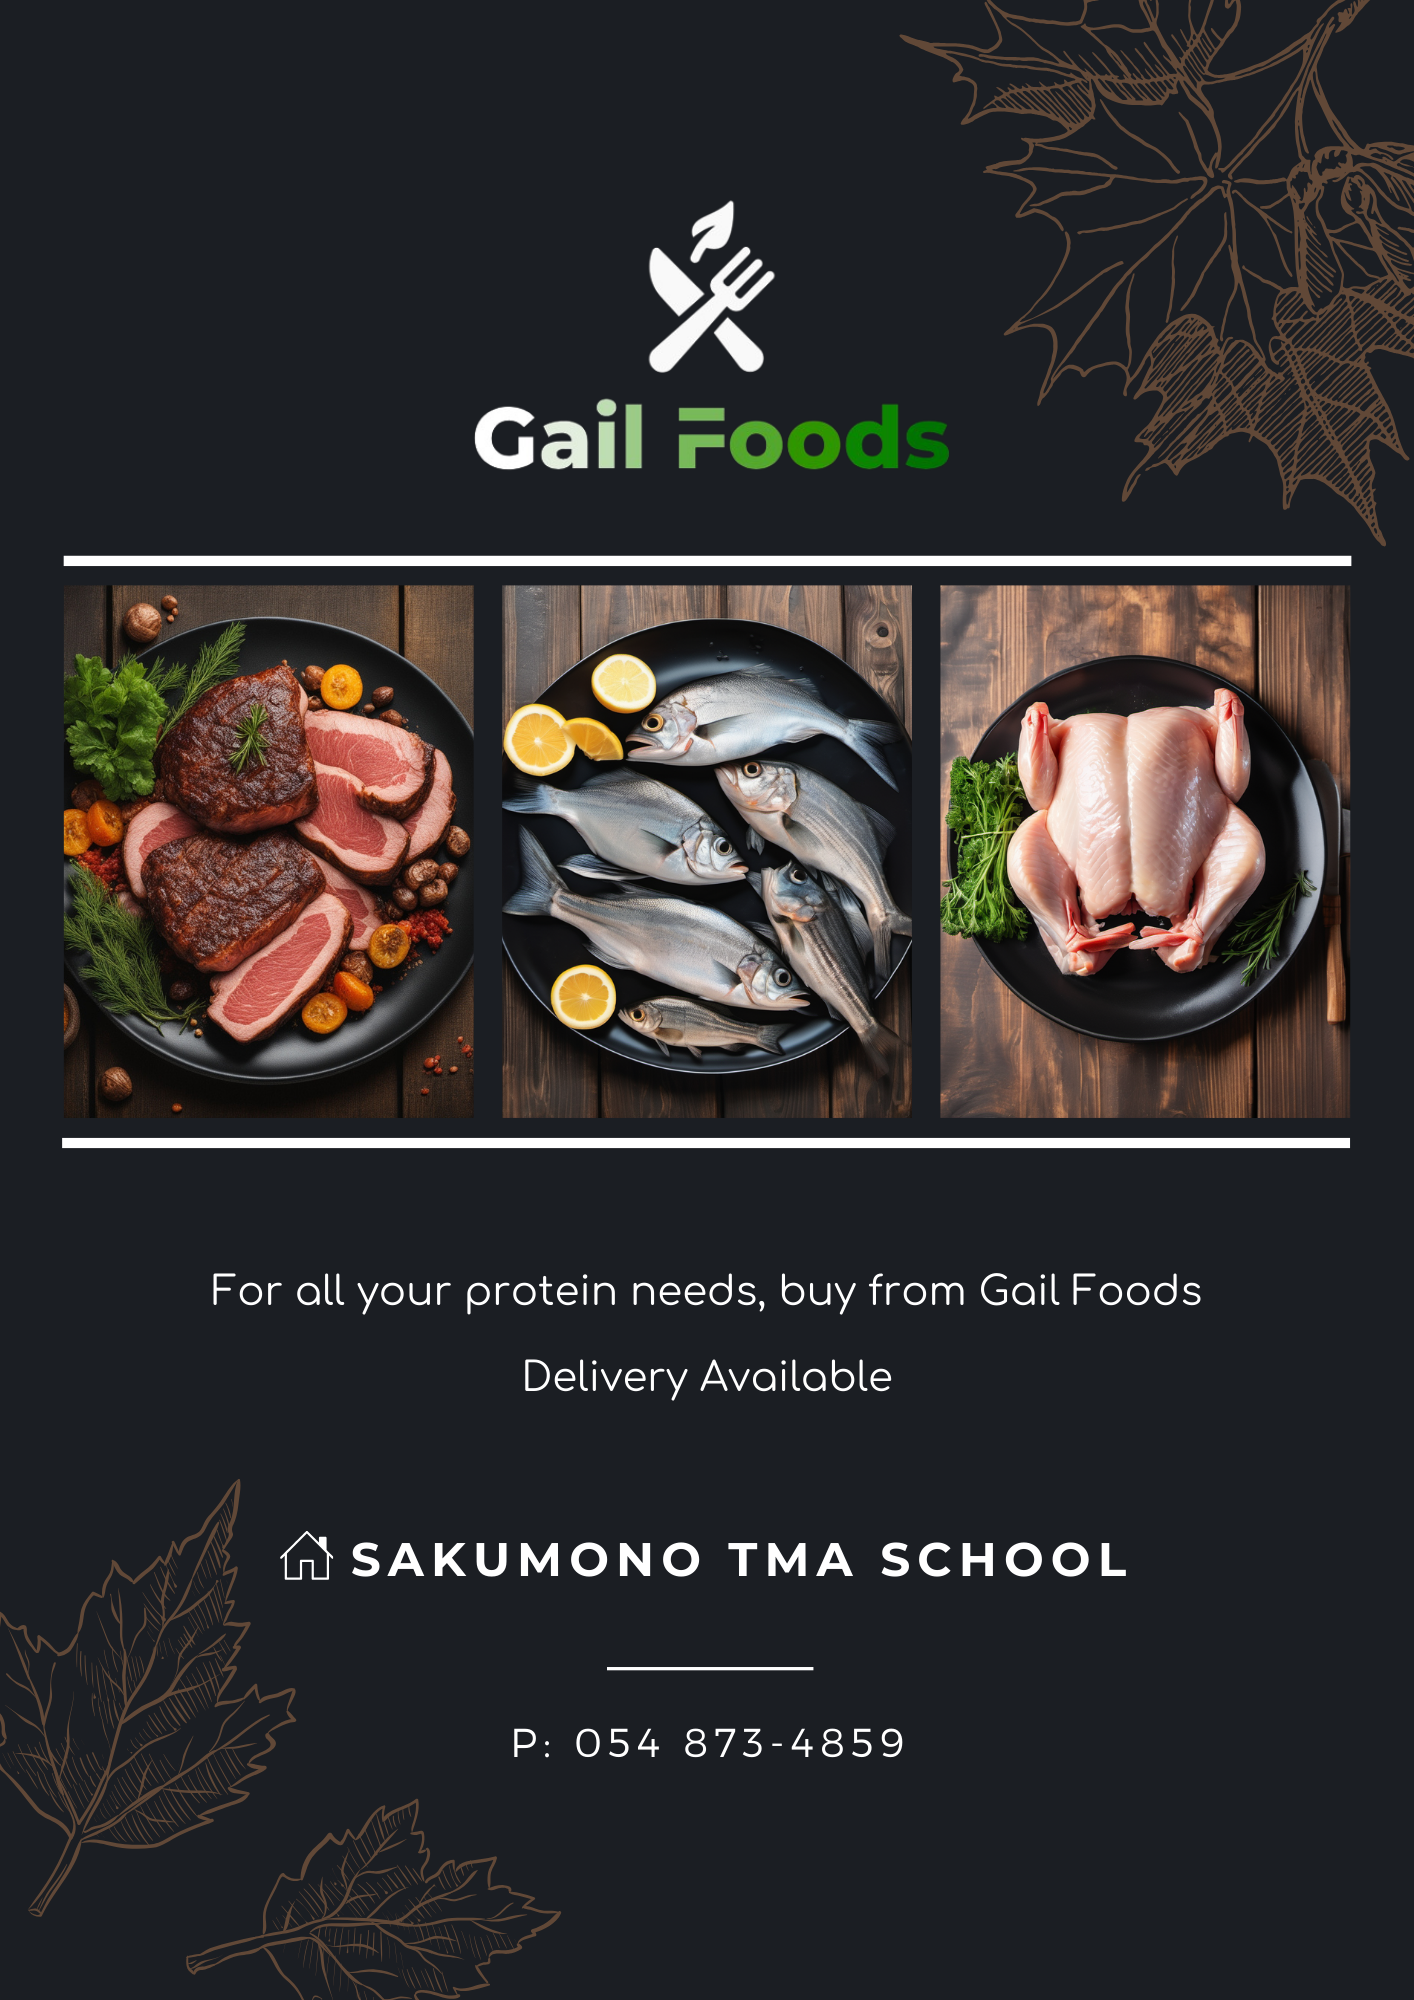 Gail Foods
For all your protein needs, buy from Gail Foods
Delivery Available
SAKUMONO TMA SCHOOL
P: 054 873-4859